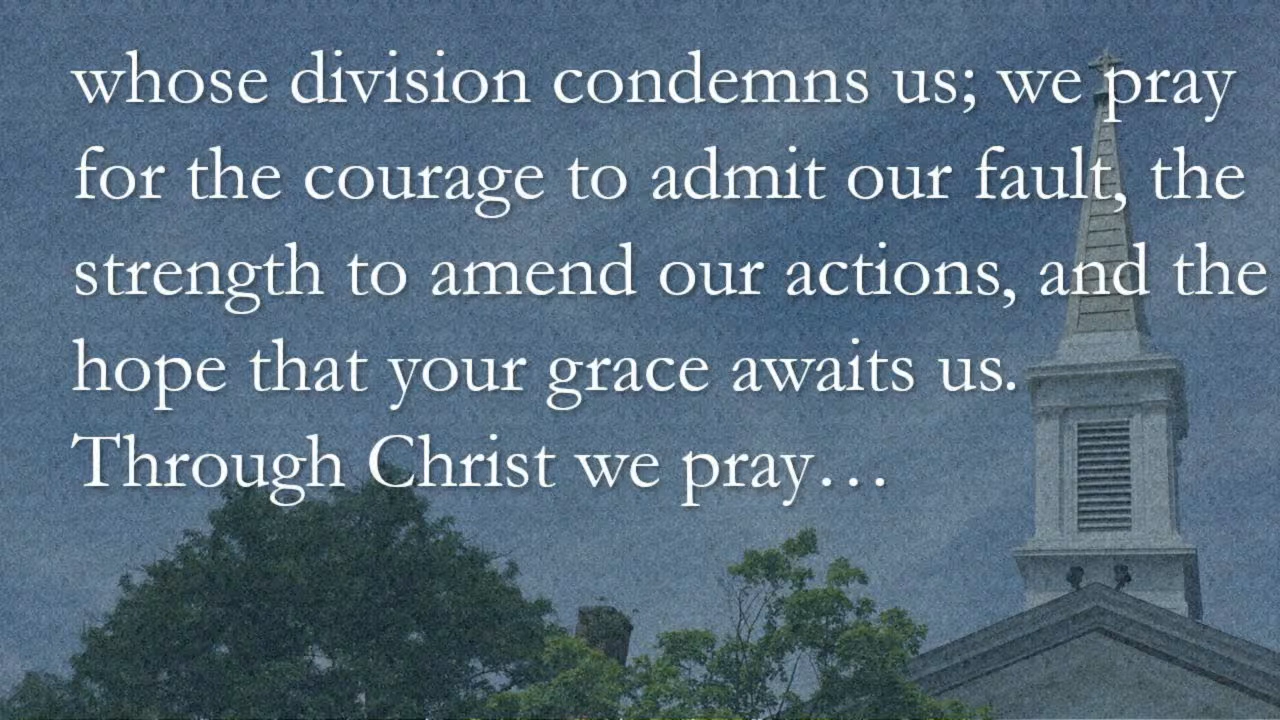 whose division condemns us; we pray
for the courage to admit our fault, the
strength to amend our actions, and the
hope that your grace awaits us.
Through Christ we pray…